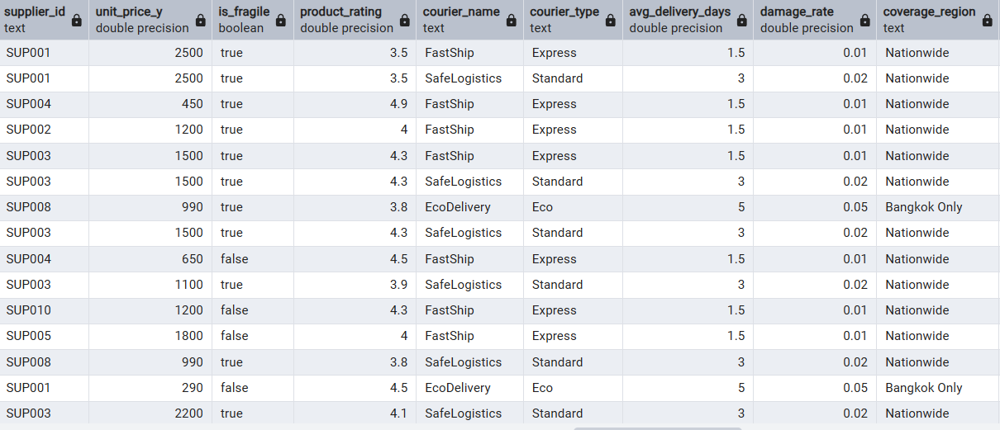 supplier_id unit_price_y is_fragile product_rating courier_name courier_type avg_delivery_days damage_rate coverage_region
text double precision boolean double precision text text double precision double precision text
SUP001 2500 true 3.5 FastShip Express 1.5 0.01 Nationwide
SUP001 2500 true 3.5 SafeLogistics Standard 3 0.02 Nationwide
SUP004 450 true 4.9 FastShip Express 1.5 0.01 Nationwide
SUP002 1200 true 4 FastShip Express 1.5 0.01 Nationwide
SUP003 1500 true 4.3 FastShip Express 1.5 0.01 Nationwide
SUP003 1500 true 4.3 SafeLogistics Standard 3 0.02 Nationwide
SUP008 990 true 3.8 EcoDelivery Eco 5 0.05 Bangkok Only
SUP003 1500 true 4.3 SafeLogistics Standard 3 0.02 Nationwide
SUP004 650 false 4.5 FastShip Express 1.5 0.01 Nationwide
SUP003 1100 true 3.9 SafeLogistics Standard 3 0.02 Nationwide
SUP010 1200 false 4.3 FastShip Express 1.5 0.01 Nationwide
SUP005 1800 false 4 FastShip Express 1.5 0.01 Nationwide
SUP008 990 true 3.8 SafeLogistics Standard 3 0.02 Nationwide
SUP001 290 false 4.5 EcoDelivery Eco 5 0.05 Bangkok Only
SUP003 2200 true 4.1 SafeLogistics Standard 3 0.02 Nationwide